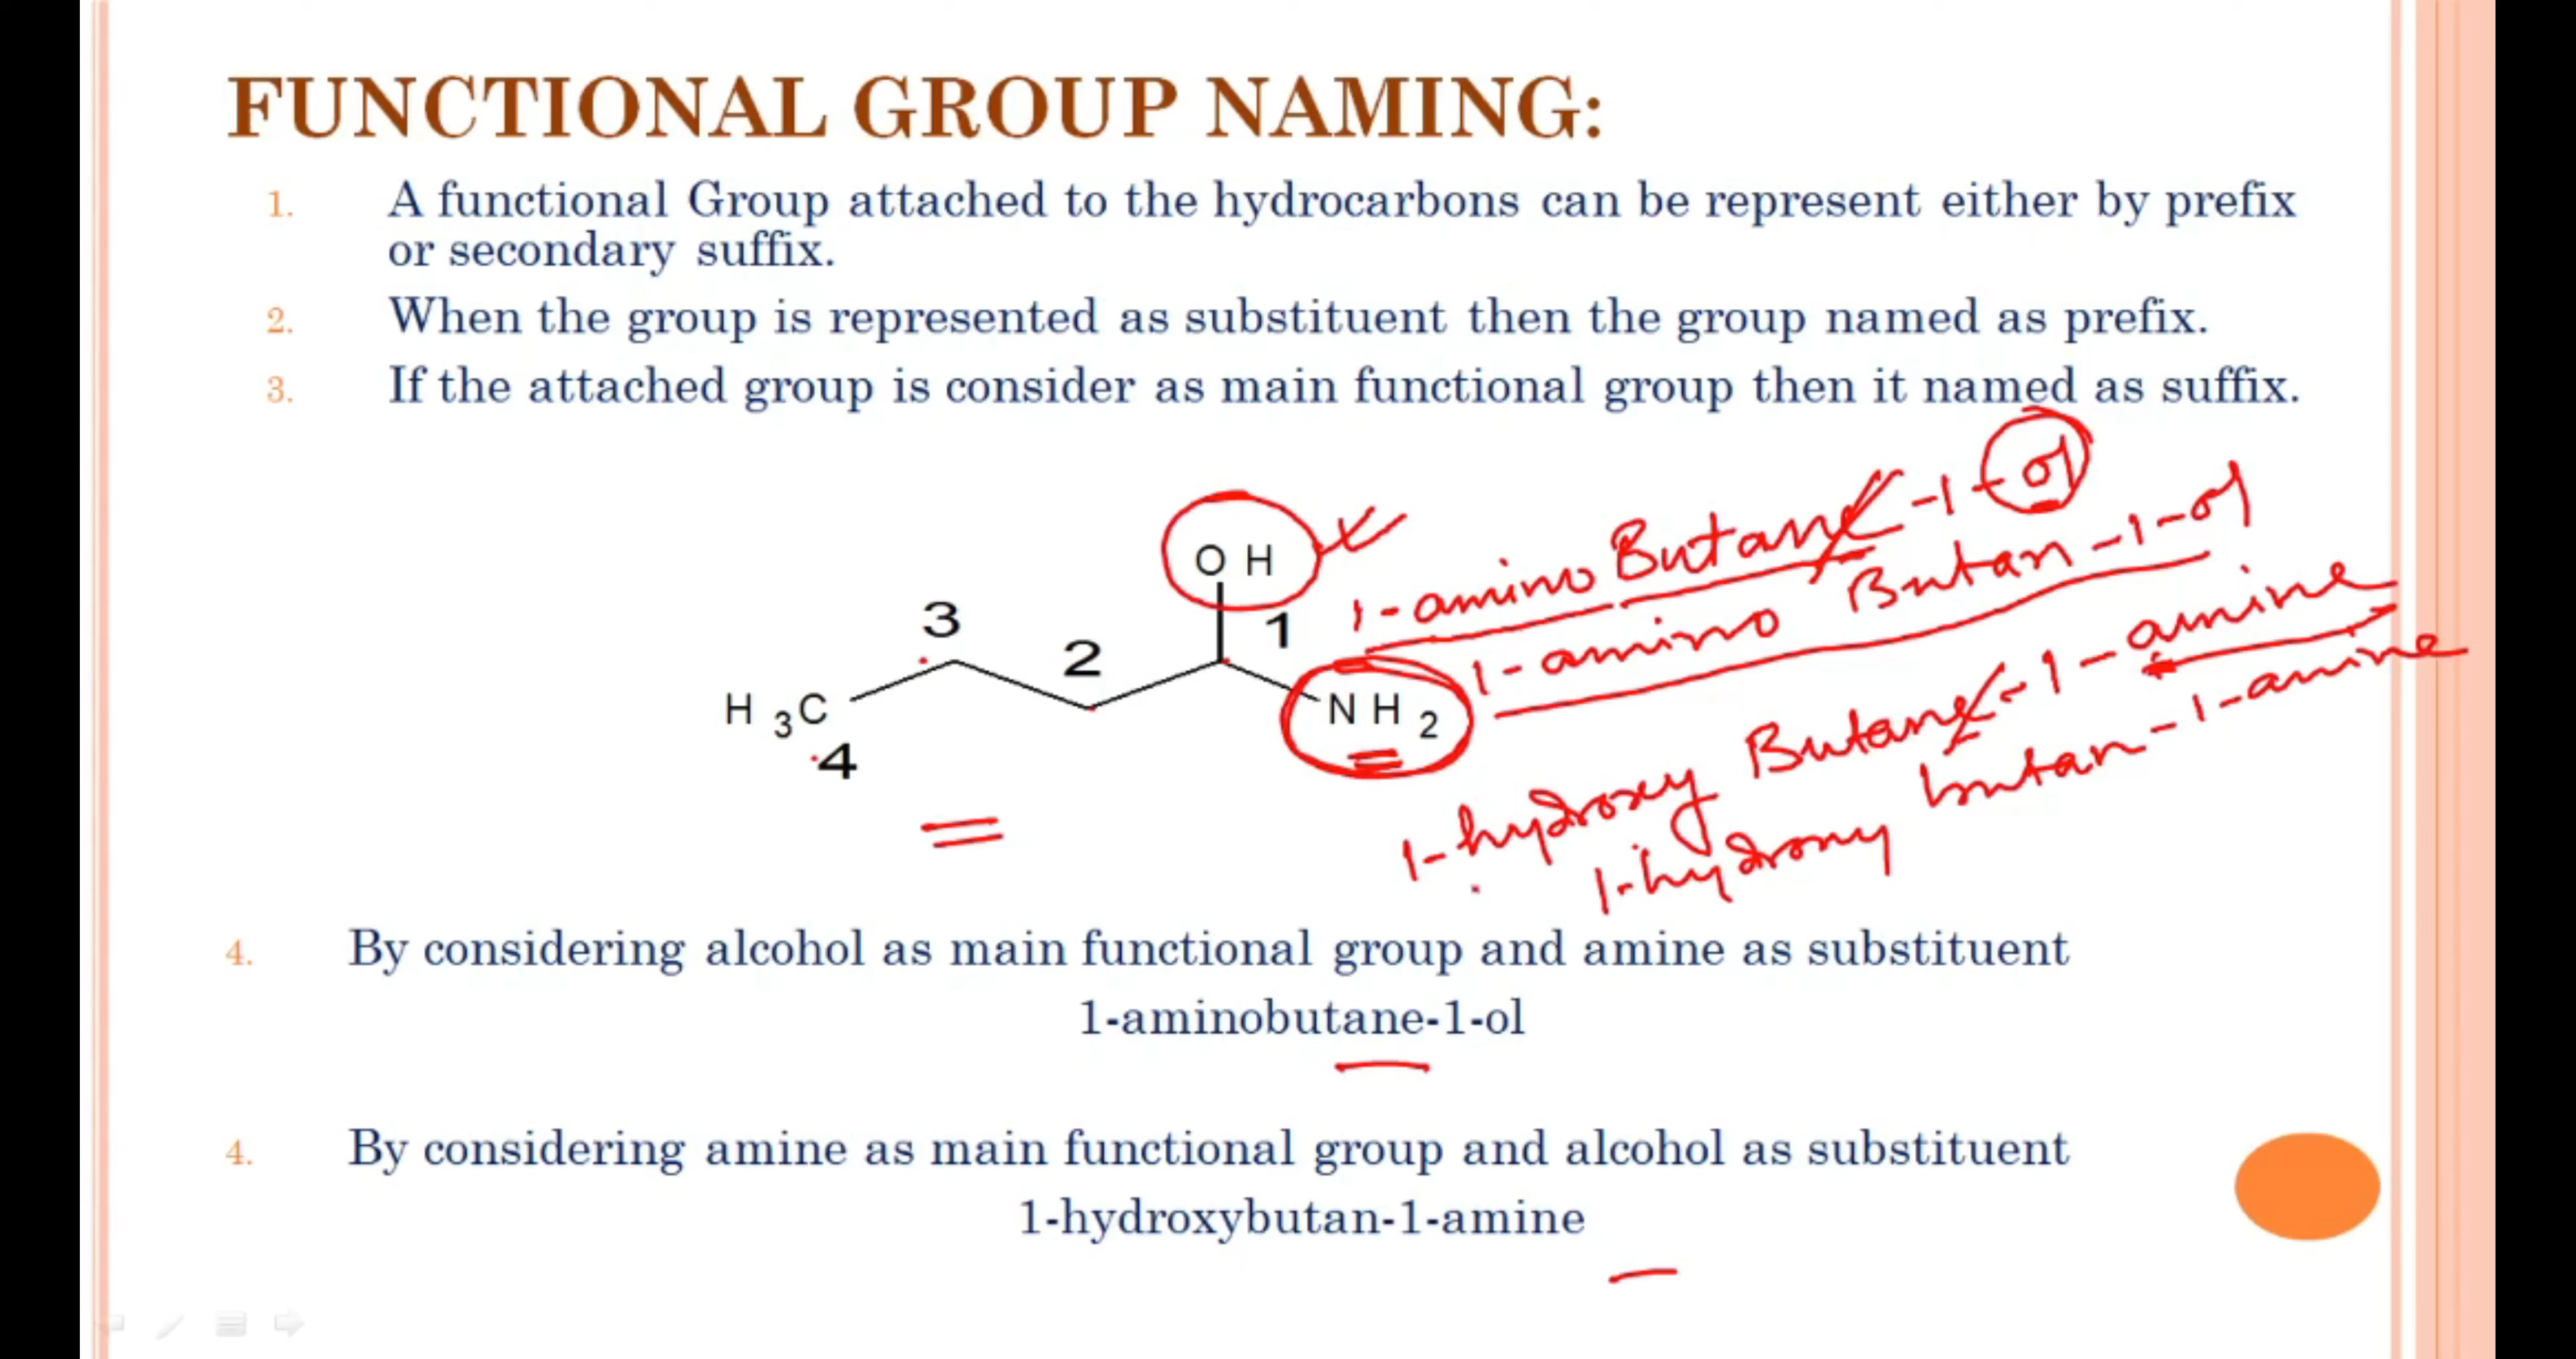 FUNCTIONAL GROUP NAMING:
1. A functional Group attached to the hydrocarbons can be represent either by prefix
or secondary suffix.
2. When the group is represented as substituent then the group named as prefix.
3. If the attached group is consider as main functional group then it named as suffix.
1-amino Butane-1-ol
1-amino Butan-1-ol
OH
3
2
1
H3C
NH2
4
1-hydroxy Butane-1-amine
1-hydroxy butan-1-amine
4. By considering alcohol as main functional group and amine as substituent
1-aminobutane-1-ol
4. By considering amine as main functional group and alcohol as substituent
1-hydroxybutan-1-amine